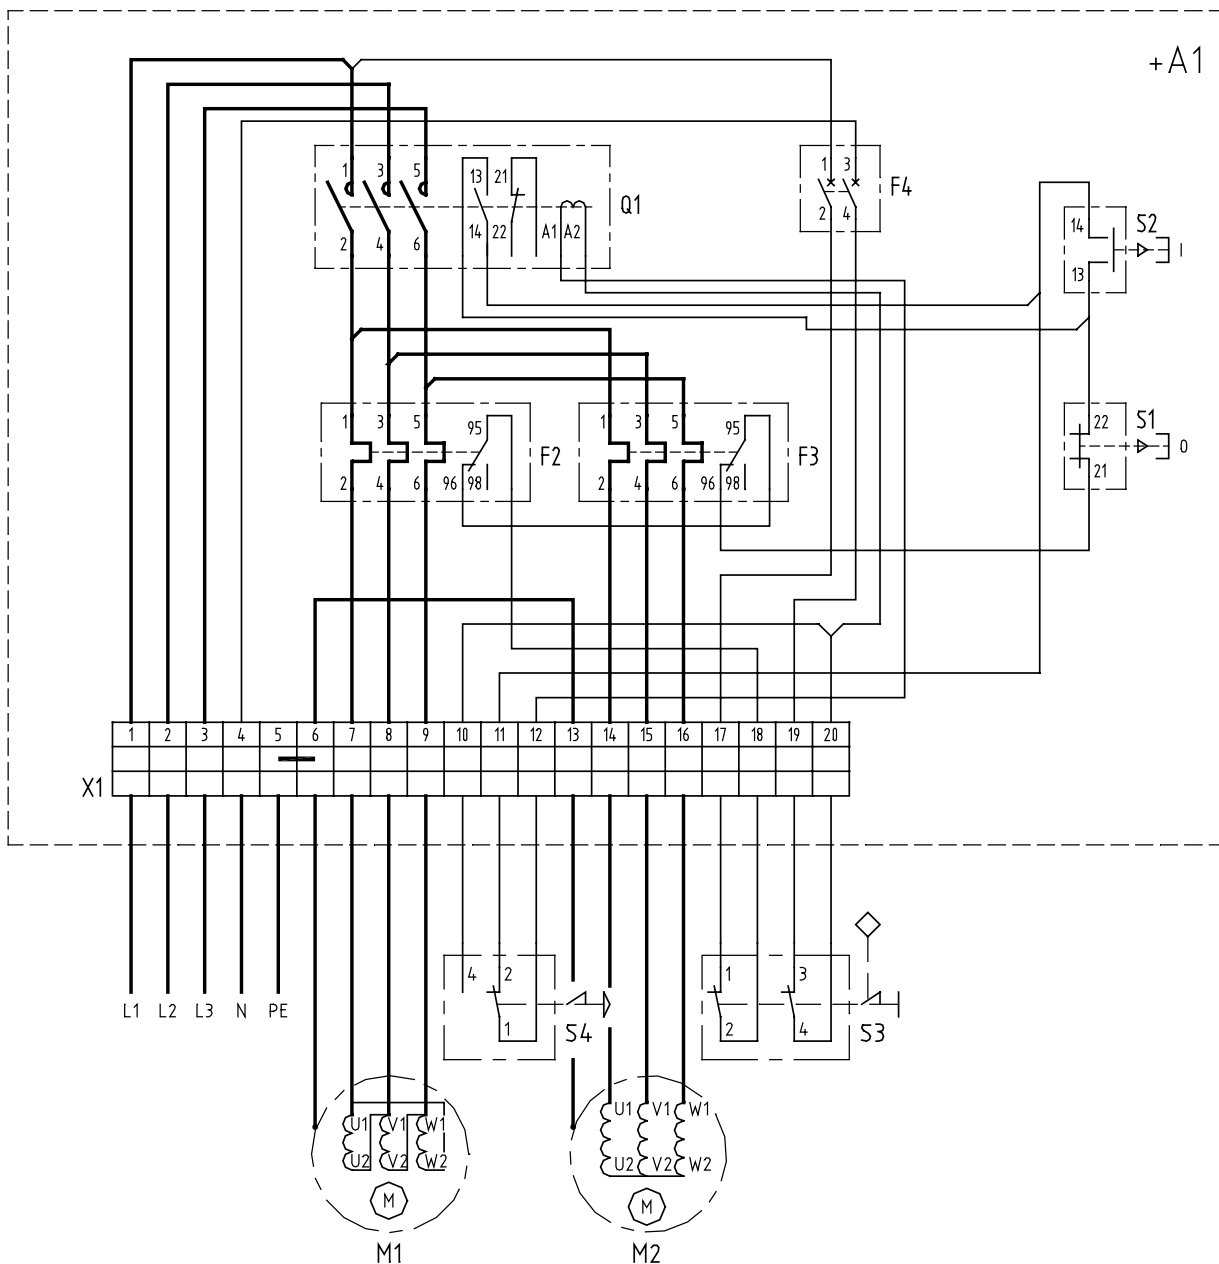 +A1
1 3 5 13 21 Q1
2 4 6 14 22 A1 A2
1 3 F4
2 4
14 S2 I
13
1 3 5 95 F2
2 4 6 96 98
1 3 5 95 F3
2 4 6 96 98
22 S1 0
21
1 2 3 4 5 6 7 8 9 10 11 12 13 14 15 16 17 18 19 20
X1
L1 L2 L3 N PE
4 2
1 S4
1 3
2 4 S3
U1 V1 W1
U2 V2 W2
M
M1
U1 V1 W1
U2 V2 W2
M
M2